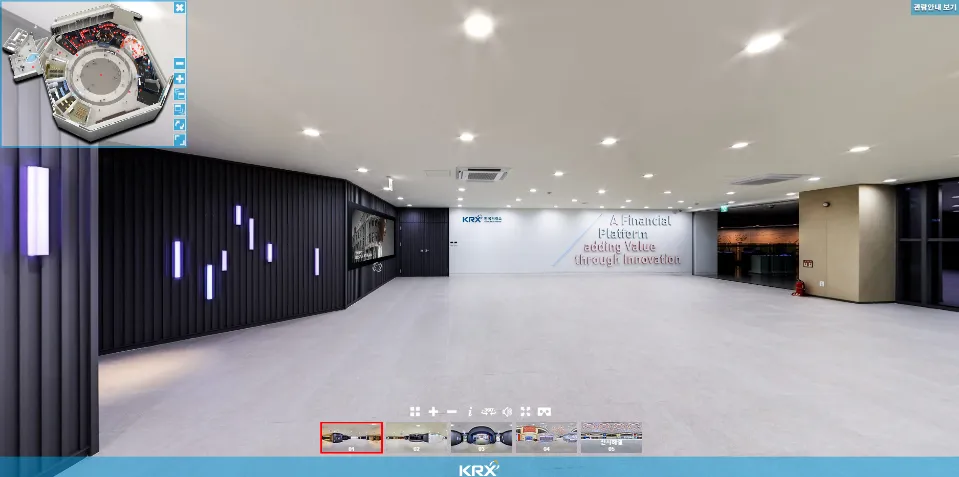 관람안내 보기
KRX
A Financial
Platform
adding Value
through Innovation
01
02
03
04
05
KRX